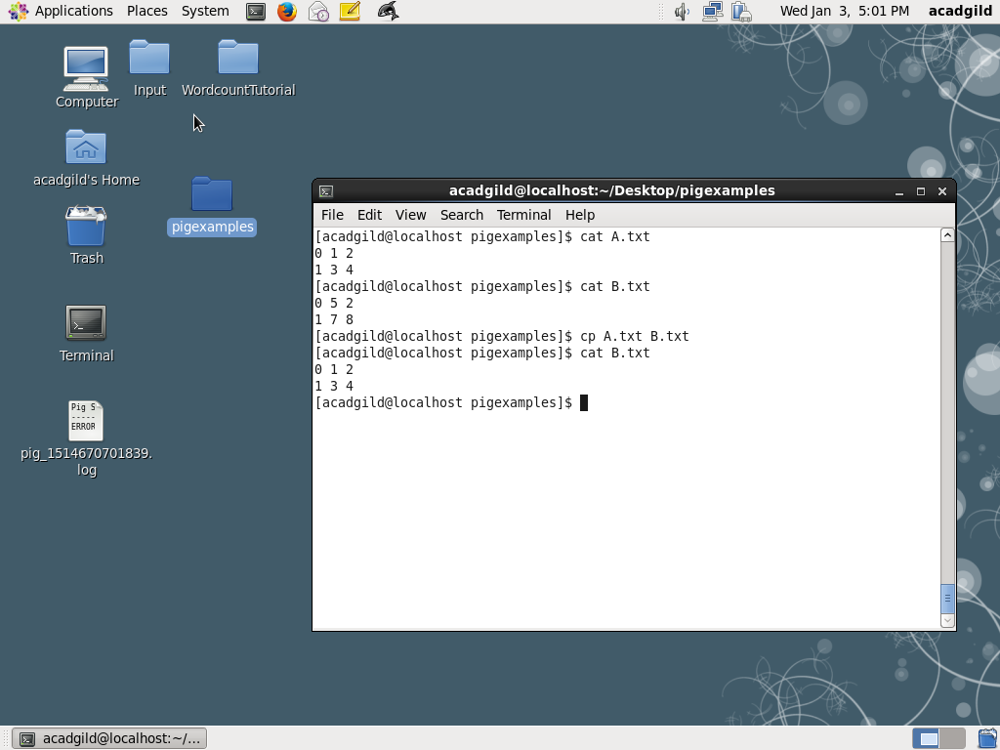 Applications Places System
Wed Jan 3, 5:01 PM acadgild
Computer
Input
WordcountTutorial
acadgild's Home
pigexamples
Trash
Terminal
Pig S
-----
ERROR
pig_1514670701839.
log
acadgild@localhost:~/Desktop/pigexamples
File Edit View Search Terminal Help
[acadgild@localhost pigexamples]$ cat A.txt
0 1 2
1 3 4
[acadgild@localhost pigexamples]$ cat B.txt
0 5 2
1 7 8
[acadgild@localhost pigexamples]$ cp A.txt B.txt
[acadgild@localhost pigexamples]$ cat B.txt
0 1 2
1 3 4
[acadgild@localhost pigexamples]$
acadgild@localhost:~/...